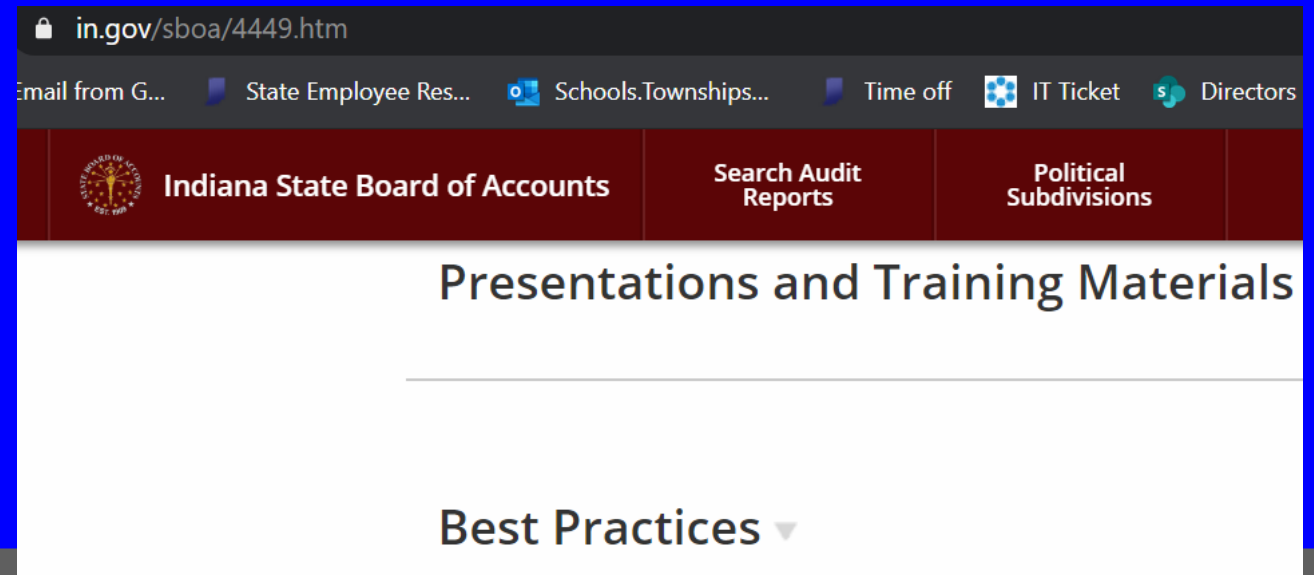 in.gov/sboa/4449.htm
Email from G... State Employee Res... Schools.Townships... Time off IT Ticket Directors
Indiana State Board of Accounts
Search Audit
Reports
Political
Subdivisions
Presentations and Training Materials
Best Practices